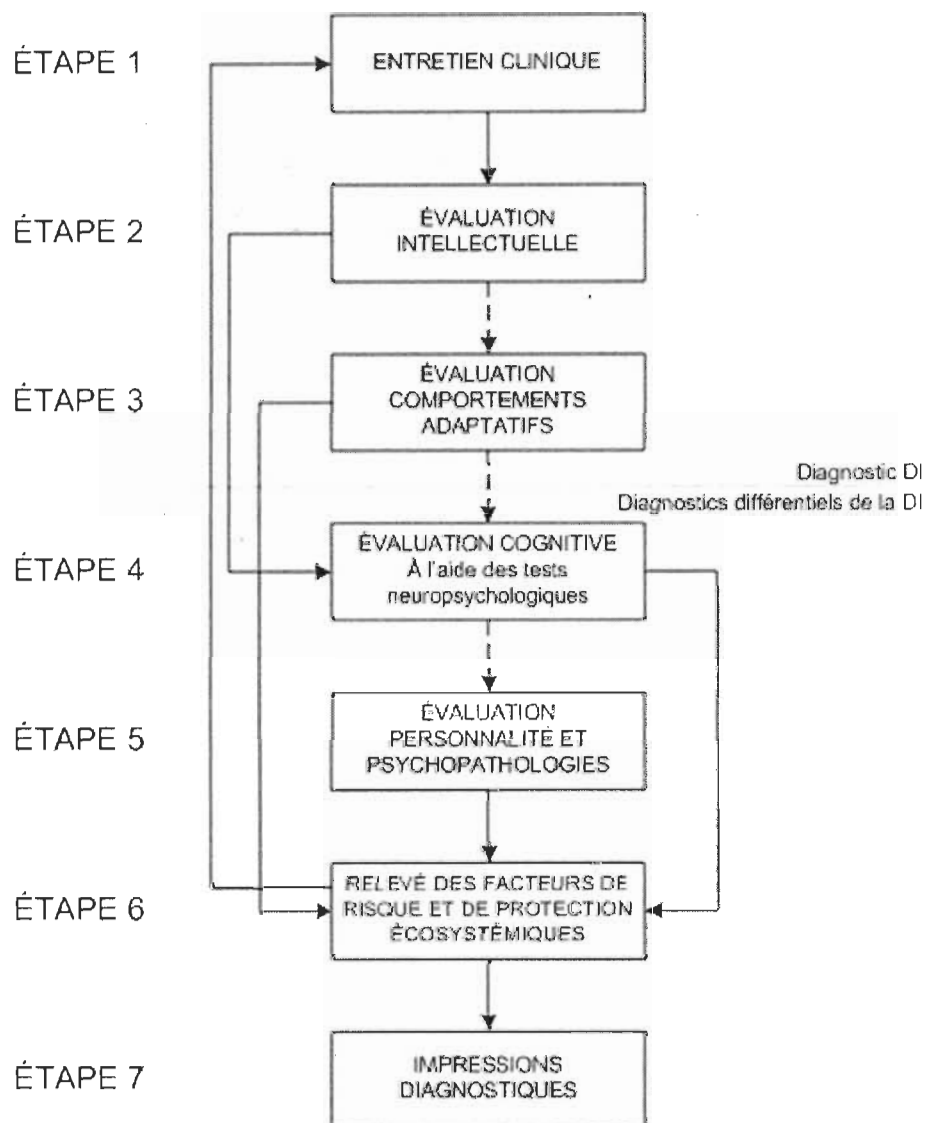 ÉTAPE 1
ENTRETIEN CLINIQUE
ÉTAPE 2
ÉVALUATION
INTELLECTUELLE
ÉTAPE 3
ÉVALUATION
COMPORTEMENTS
ADAPTATIFS
Diagnostic DI
Diagnostics différentiels de la DI
ÉTAPE 4
ÉVALUATION COGNITIVE
À l'aide des tests
neuropsychologiques
ÉTAPE 5
ÉVALUATION
PERSONNALITÉ ET
PSYCHOPATHOLOGIES
ÉTAPE 6
RELEVÉ DES FACTEURS DE
RISQUE ET DE PROTECTION
ÉCOSYSTÉMIQUES
ÉTAPE 7
IMPRESSIONS
DIAGNOSTIQUES